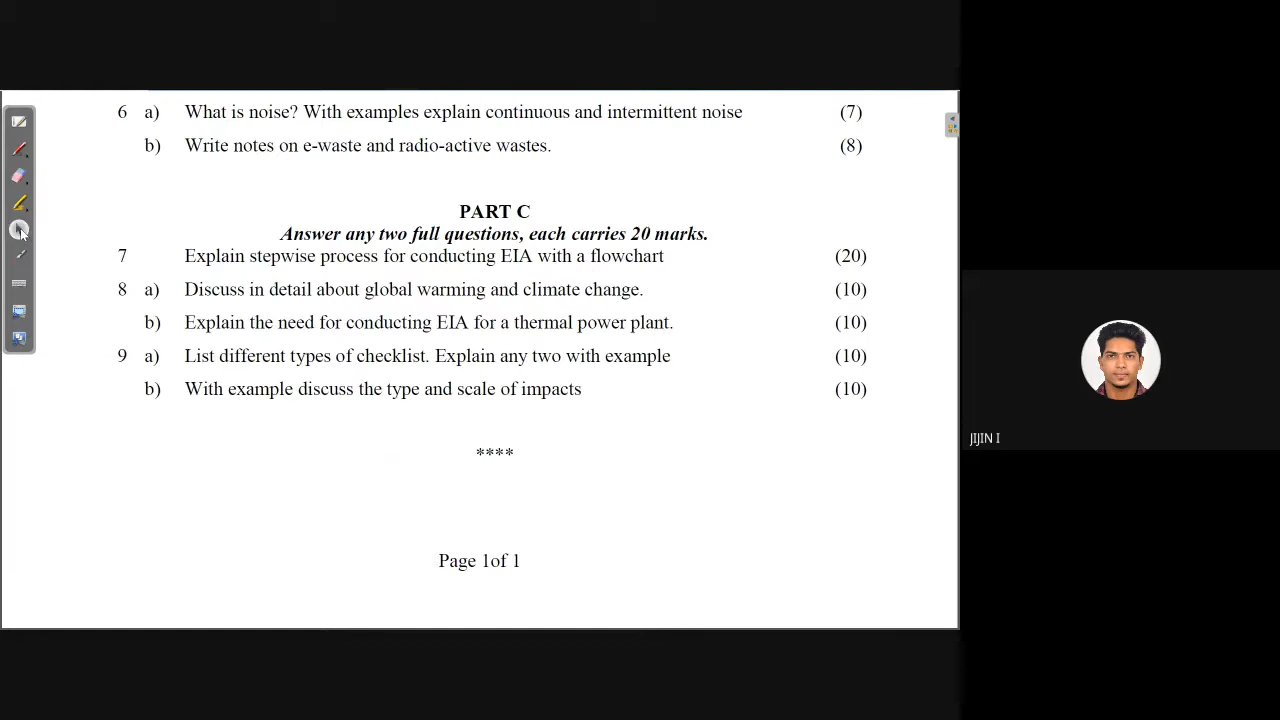 6 a) What is noise? With examples explain continuous and intermittent noise (7)
b) Write notes on e-waste and radio-active wastes. (8)
PART C
Answer any two full questions, each carries 20 marks.
7 Explain stepwise process for conducting EIA with a flowchart (20)
8 a) Discuss in detail about global warming and climate change. (10)
b) Explain the need for conducting EIA for a thermal power plant. (10)
9 a) List different types of checklist. Explain any two with example (10)
b) With example discuss the type and scale of impacts (10)
****
Page 1of 1
JIJIN I